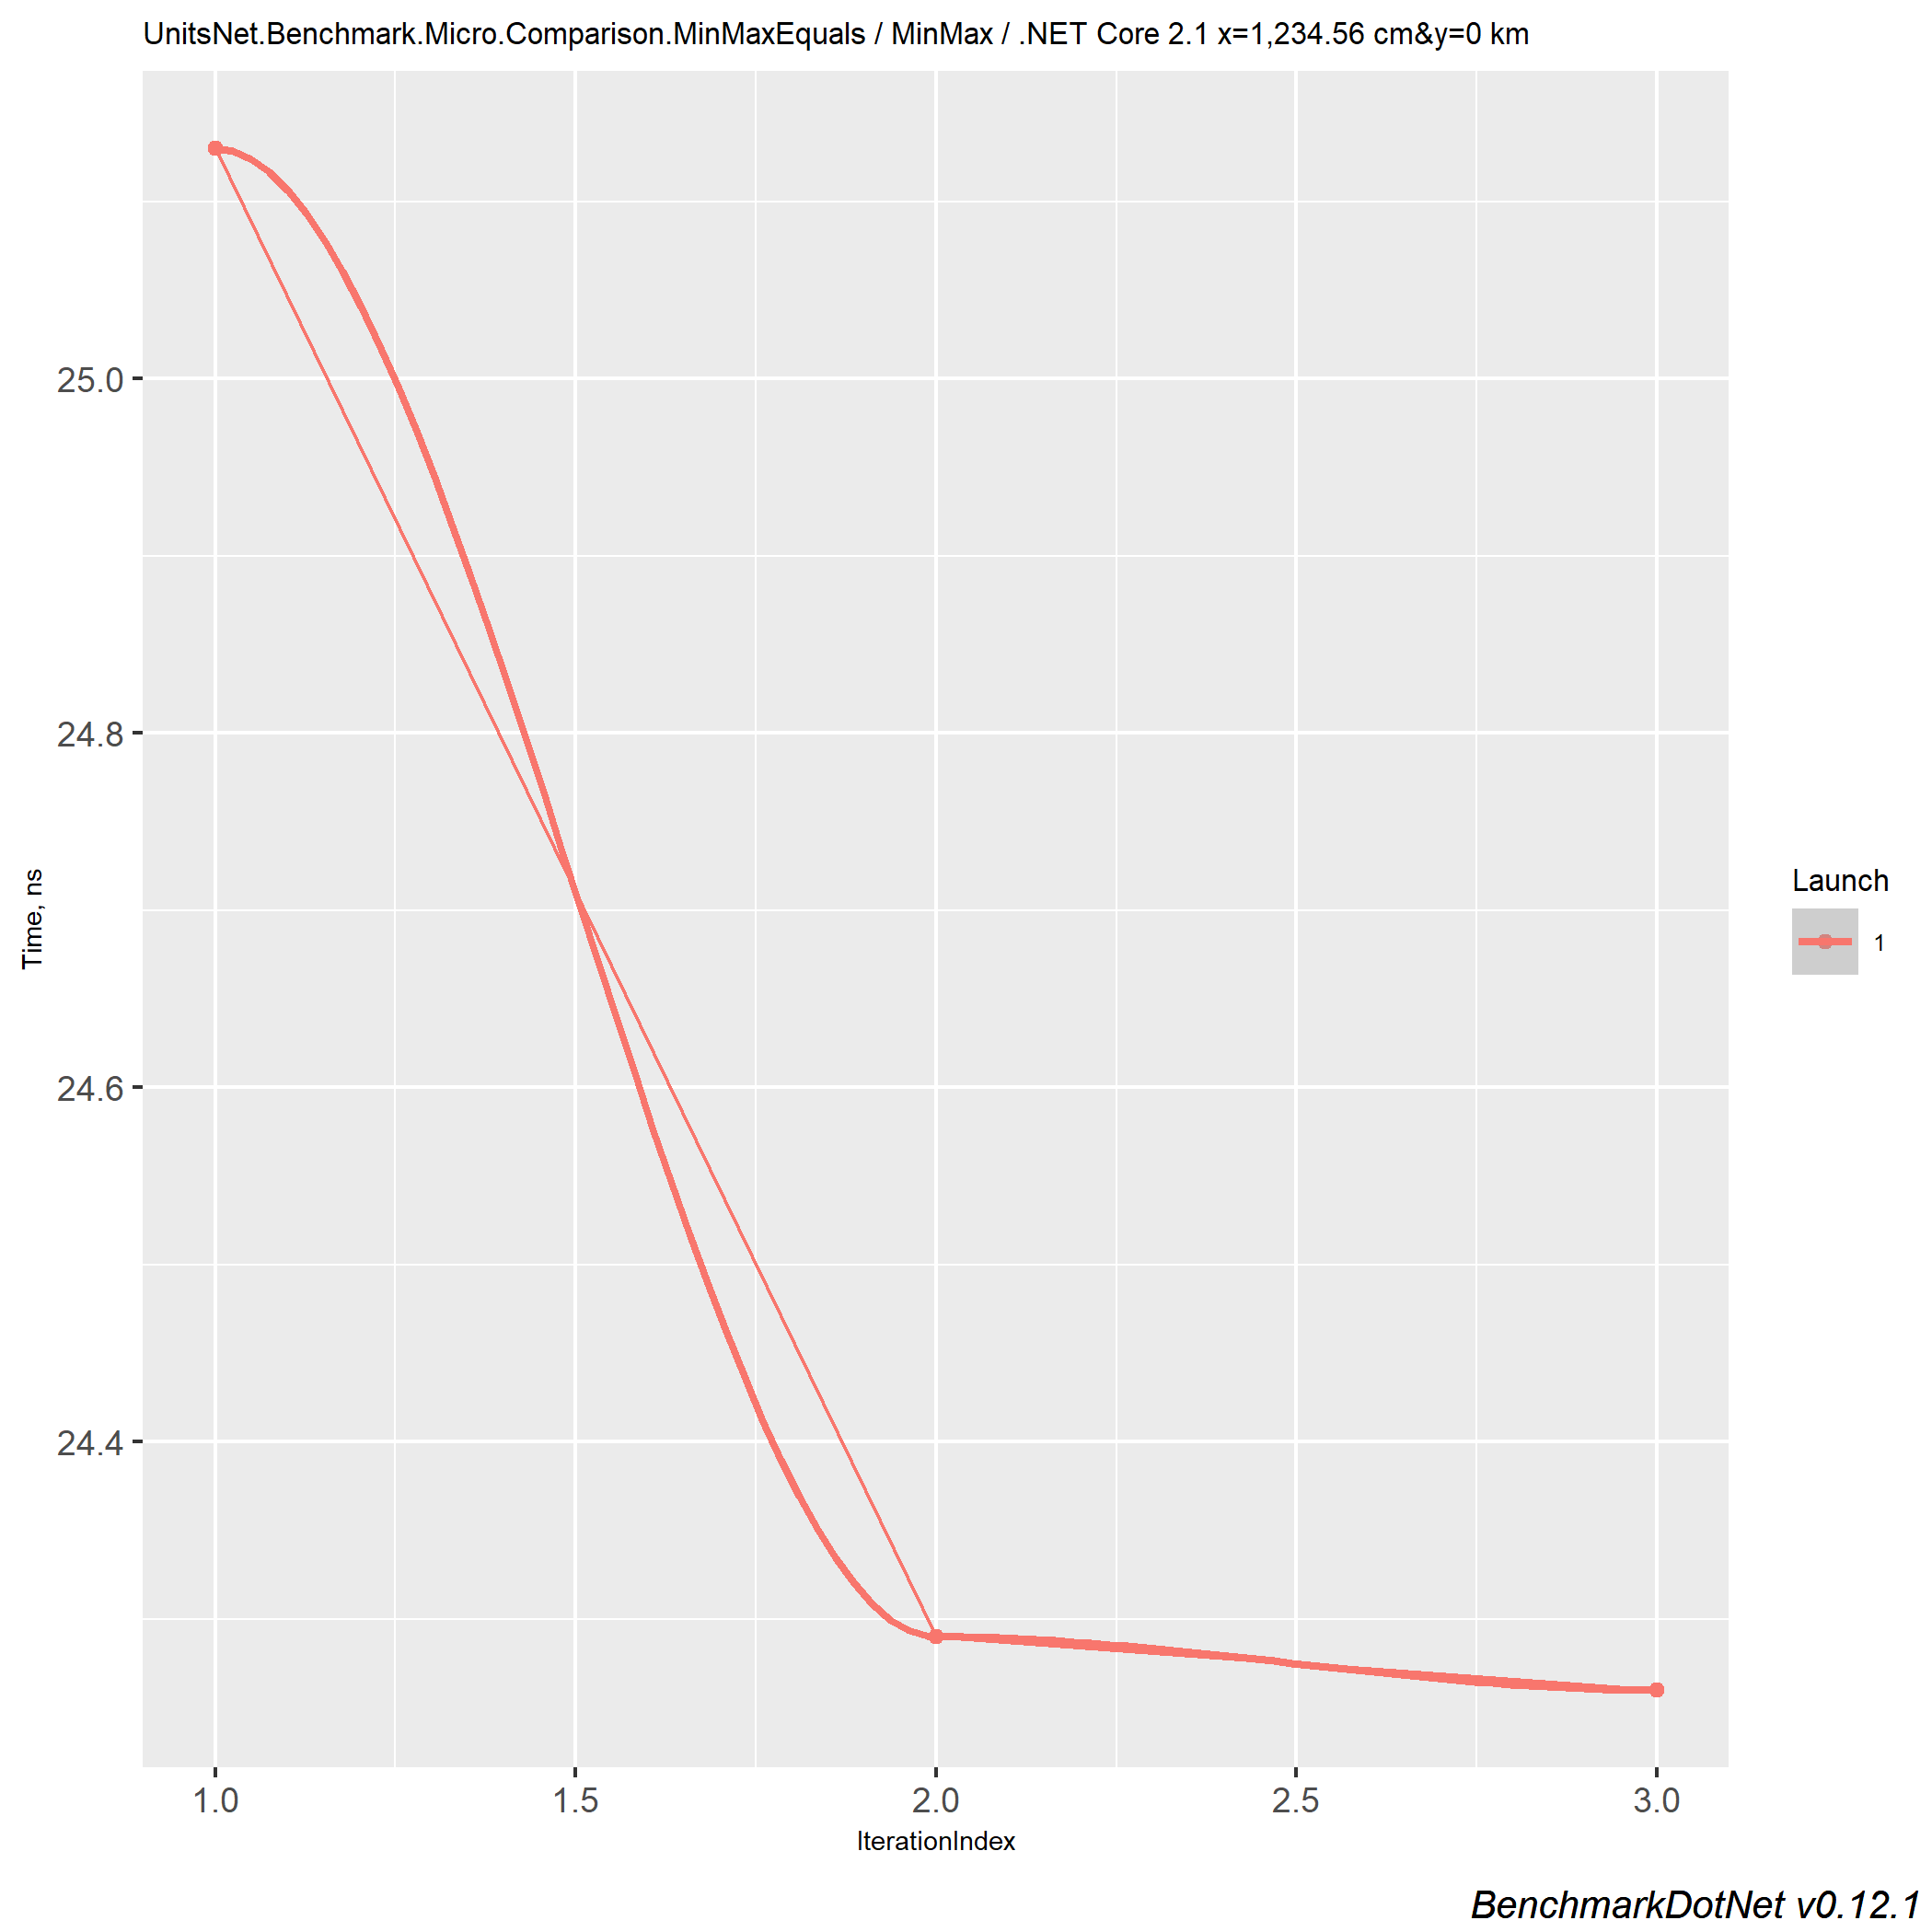 UnitsNet.Benchmark.Micro.Comparison.MinMaxEquals / MinMax / .NET Core 2.1 x=1,234.56 cm&y=0 km
25.0
24.8
24.6
24.4
Time, ns
1.0 1.5 2.0 2.5 3.0
IterationIndex
Launch
1
BenchmarkDotNet v0.12.1